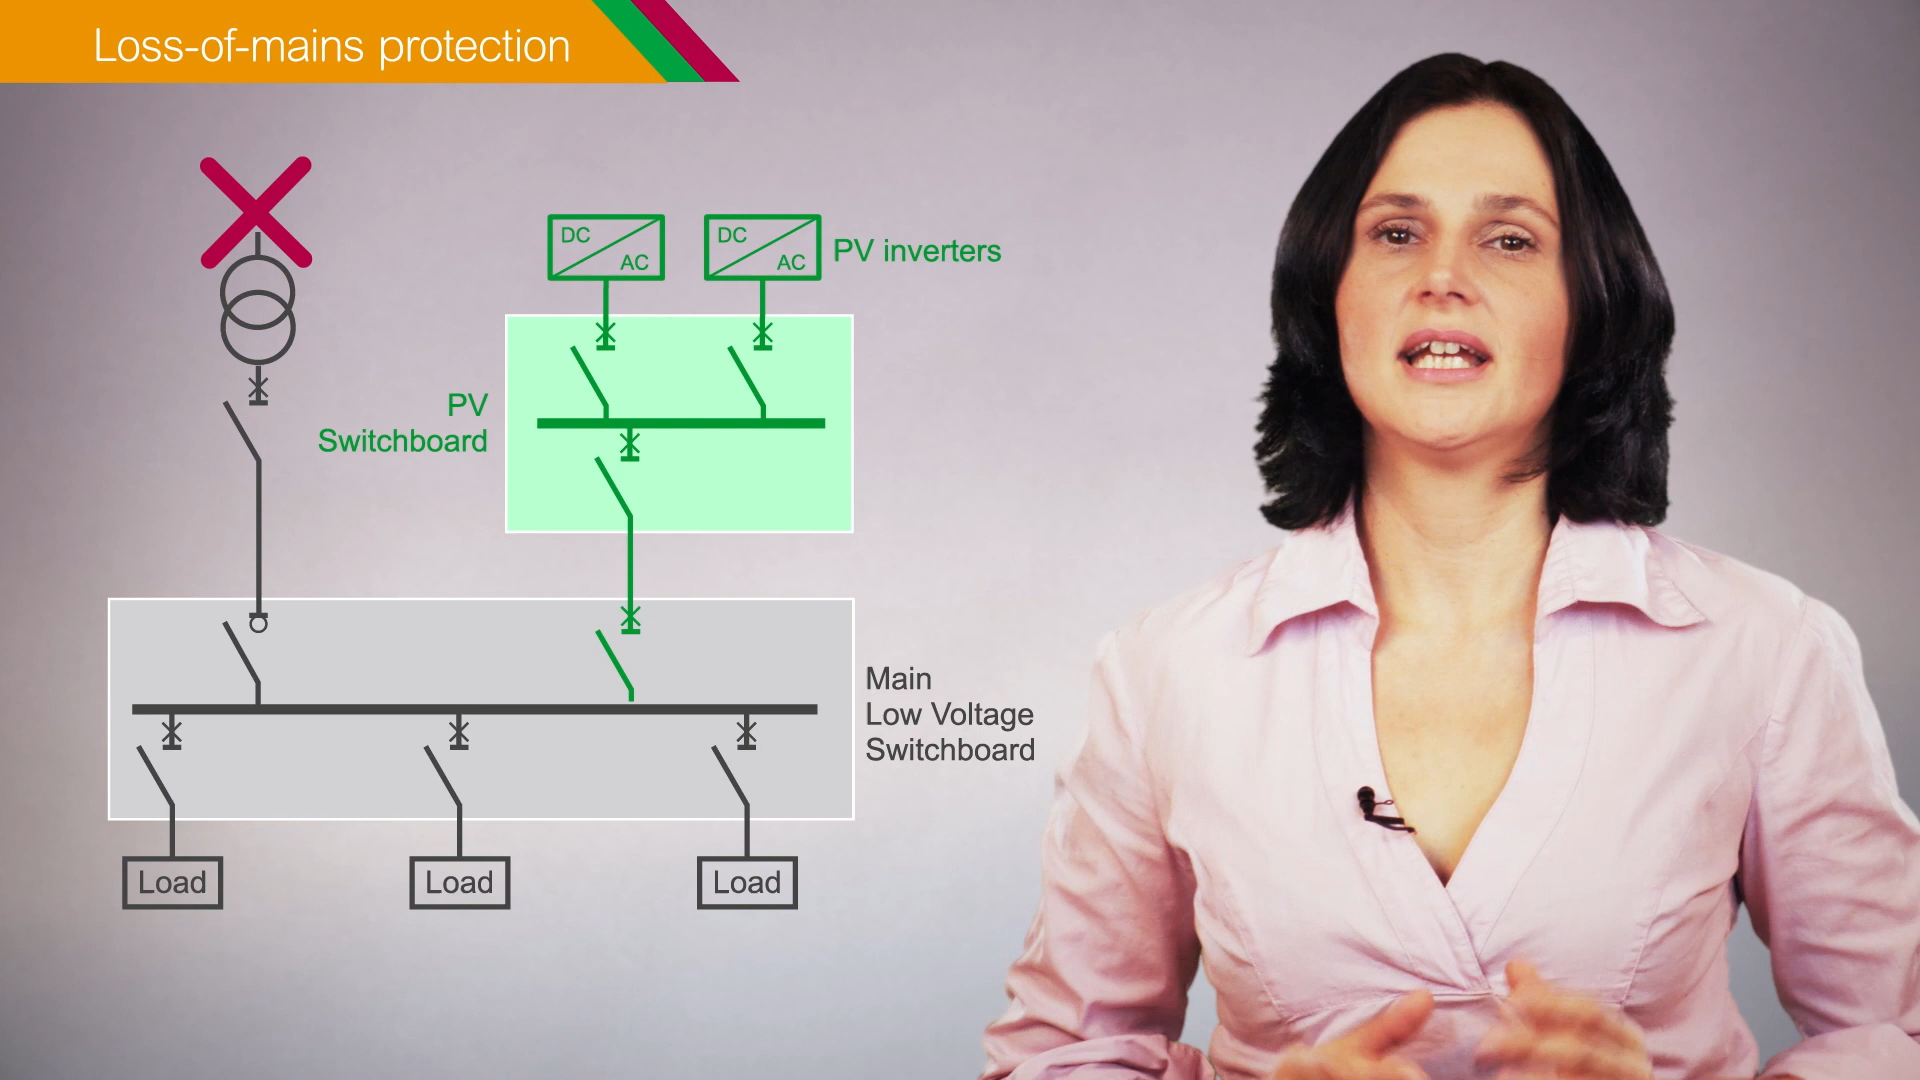 Loss-of-mains protection
DC
AC
DC
AC
PV inverters
PV
Switchboard
Main
Low Voltage
Switchboard
Load
Load
Load